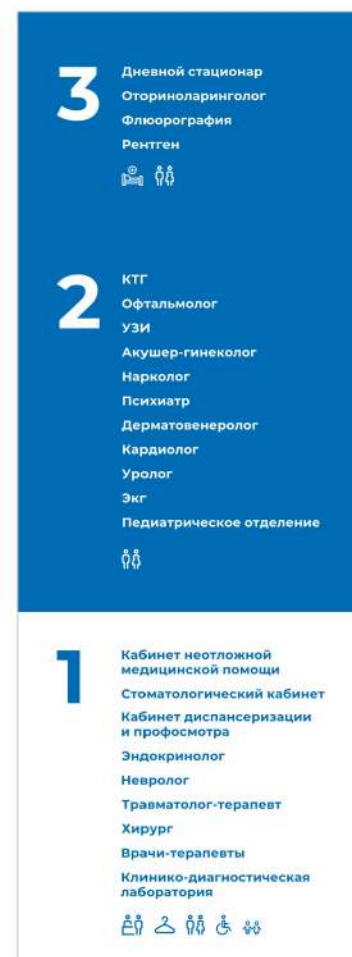 3
Дневной стационар
Оториноларинголог
Флюорография
Рентген
2
КТГ
Офтальмолог
УЗИ
Акушер-гинеколог
Нарколог
Психиатр
Дерматовенеролог
Кардиолог
Уролог
Экг
Педиатрическое отделение
1
Кабинет неотложной
медицинской помощи
Стоматологический кабинет
Кабинет диспансеризации
и профосмотра
Эндокринолог
Невролог
Травматолог-терапевт
Хирург
Врачи-терапевты
Клинико-диагностическая
лаборатория